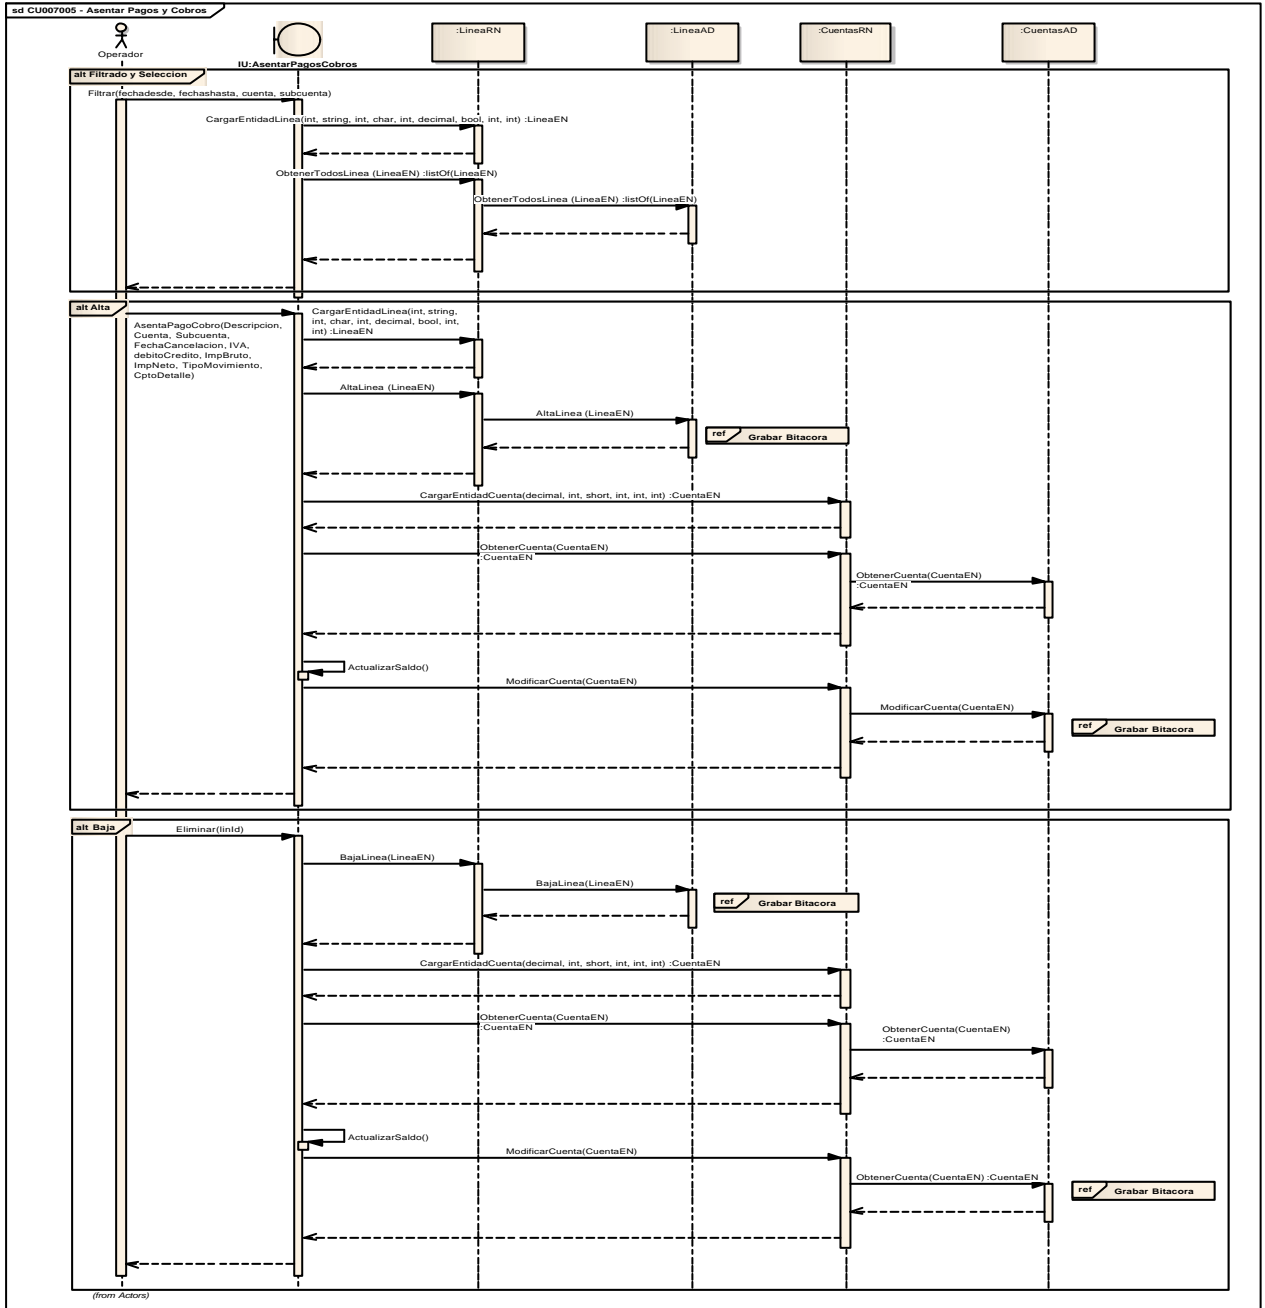 sd CU007005 - Asentar Pagos y Cobros
Operador
IU:AsentarPagosCobros
:LineaRN
:LineaAD
:CuentasRN
:CuentasAD
alt Filtrado y Seleccion
Filtrar(fechadesde, fechashasta, cuenta, subcuenta)
CargarEntidadLinea(int, string, int, char, int, decimal, bool, int, int) :LineaEN
ObtenerTodosLinea (LineaEN) :listOf(LineaEN)
ObtenerTodosLinea (LineaEN) :listOf(LineaEN)
alt Alta
AsentaPagoCobro(Descripcion,
Cuenta, Subcuenta,
FechaCancelacion, IVA,
debitoCredito, ImpBruto,
ImpNeto, TipoMovimiento,
CptoDetalle)
CargarEntidadLinea(int, string,
int, char, int, decimal, bool, int,
int) :LineaEN
AltaLinea (LineaEN)
AltaLinea (LineaEN)
ref
Grabar Bitacora
CargarEntidadCuenta(decimal, int, short, int, int, int) :CuentaEN
ObtenerCuenta(CuentaEN)
:CuentaEN
ObtenerCuenta(CuentaEN)
:CuentaEN
ActualizarSaldo()
ModificarCuenta(CuentaEN)
ModificarCuenta(CuentaEN)
ref
Grabar Bitacora
alt Baja
Eliminar(linId)
BajaLinea(LineaEN)
BajaLinea(LineaEN)
ref
Grabar Bitacora
CargarEntidadCuenta(decimal, int, short, int, int, int) :CuentaEN
ObtenerCuenta(CuentaEN)
:CuentaEN
ObtenerCuenta(CuentaEN)
:CuentaEN
ActualizarSaldo()
ModificarCuenta(CuentaEN)
ObtenerCuenta(CuentaEN) :CuentaEN
ref
Grabar Bitacora
(from Actors)